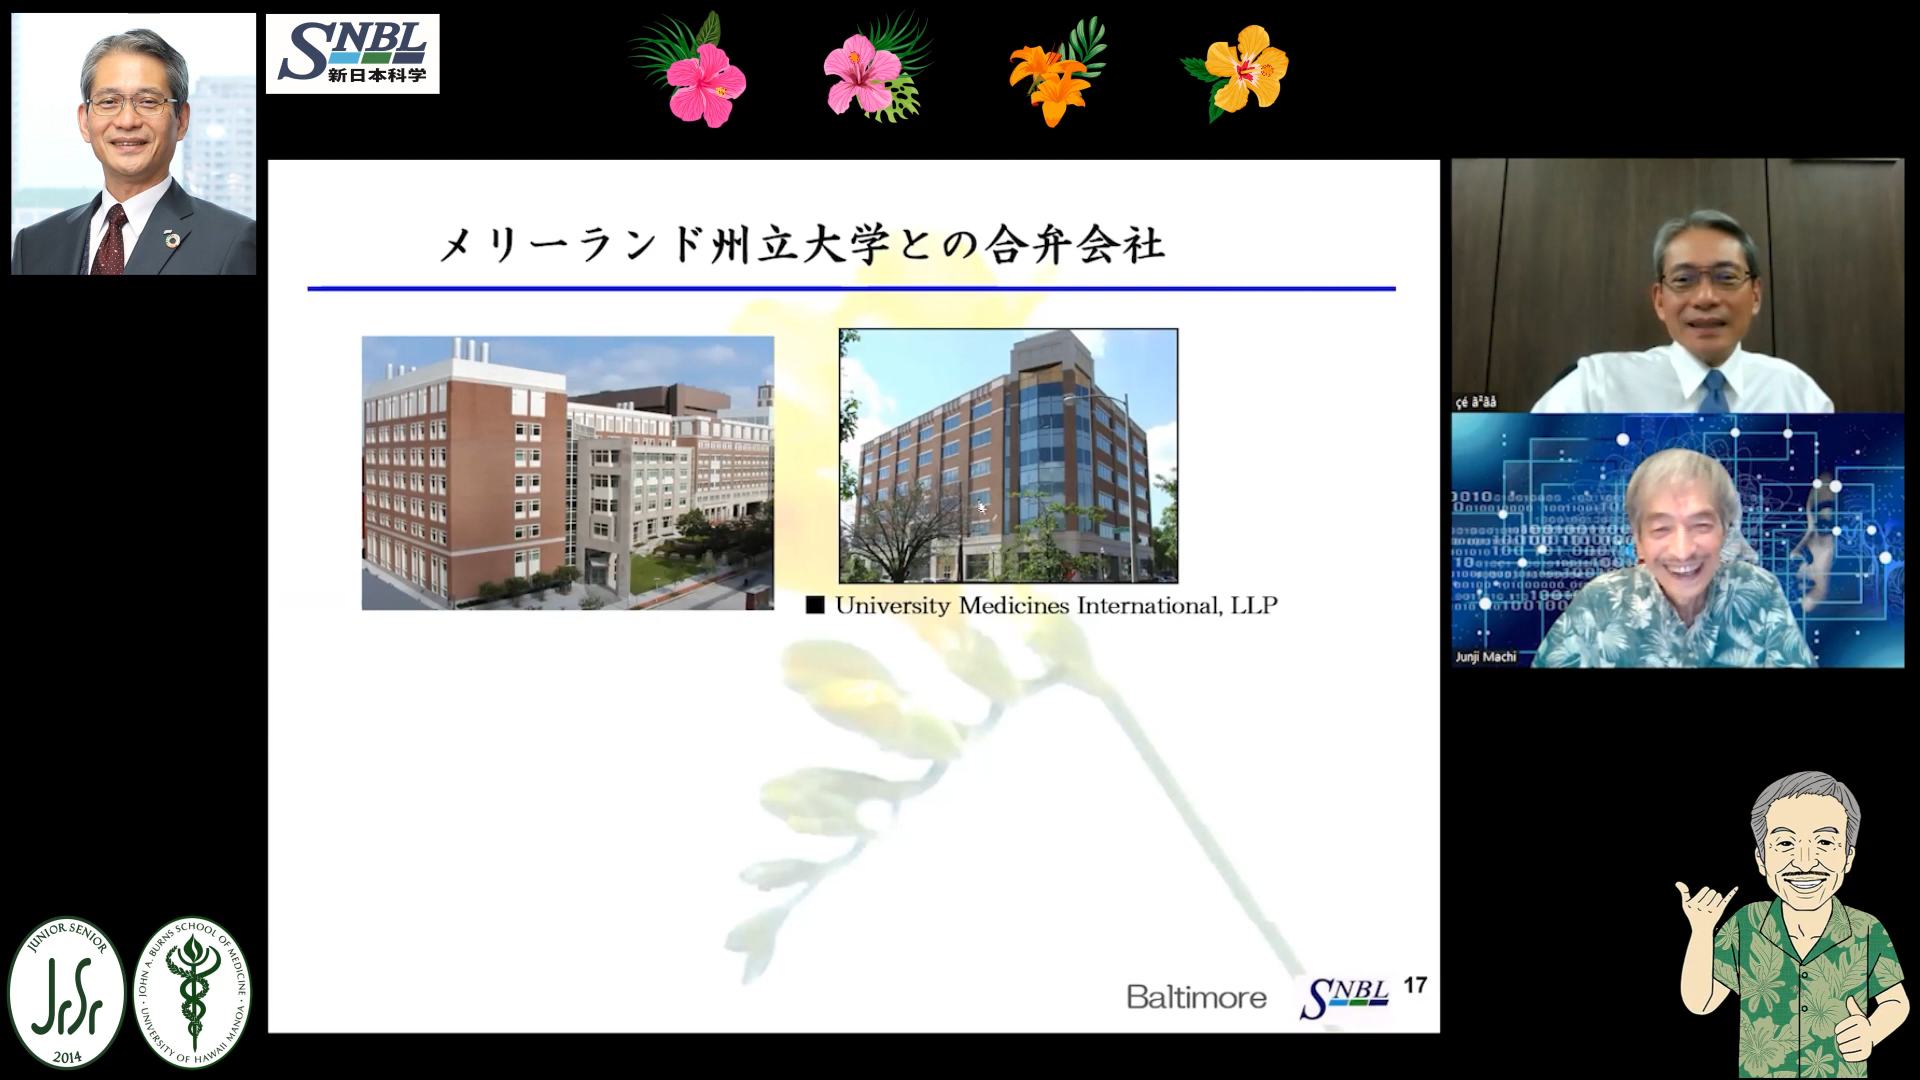 SNBL
新日本科学
メリーランド州立大学との合弁会社
■ University Medicines International, LLP
Baltimore
SNBL
17
çé ã²ãå
Junji Machi
JUNIOR SENIOR
JrSr
2014
JOHN A. BURNS SCHOOL OF MEDICINE
UNIVERSITY OF HAWAII MANOA